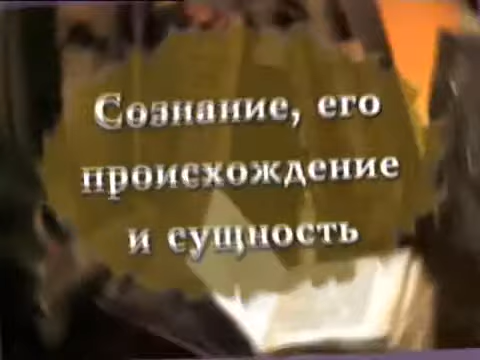 Сознание, его
происхождение
и сущность